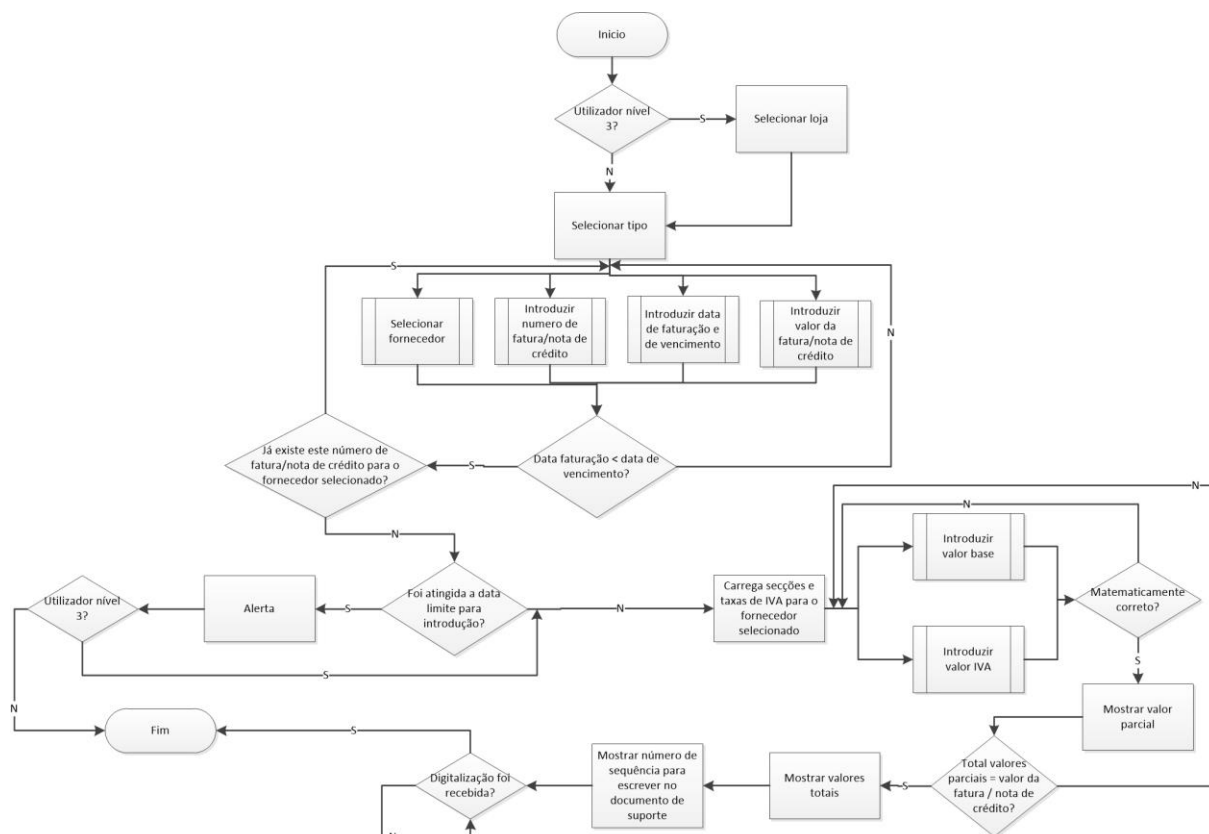 Inicio
Utilizador nível
3?
S
Selecionar loja
N
Selecionar tipo
S
Selecionar
fornecedor
Introduzir
numero de
fatura/nota de
crédito
Introduzir data
de faturação e
de vencimento
Introduzir
valor da
fatura/nota de
crédito
N
Já existe este número de
fatura/nota de crédito para o
fornecedor selecionado?
S
Data faturação < data de
vencimento?
N
N
N
Introduzir
valor base
Utilizador nível
3?
Alerta
S
Foi atingida a data
limite para
introdução?
N
Carrega secções e
taxas de IVA para o
fornecedor
selecionado
Matematicamente
correto?
Introduzir
valor IVA
S
S
N
Fim
S
Mostrar valor
parcial
Digitalização foi
recebida?
Mostrar número de
sequência para
escrever no
documento de
suporte
Mostrar valores
totais
S
Total valores
parciais = valor da
fatura / nota de
crédito?
N